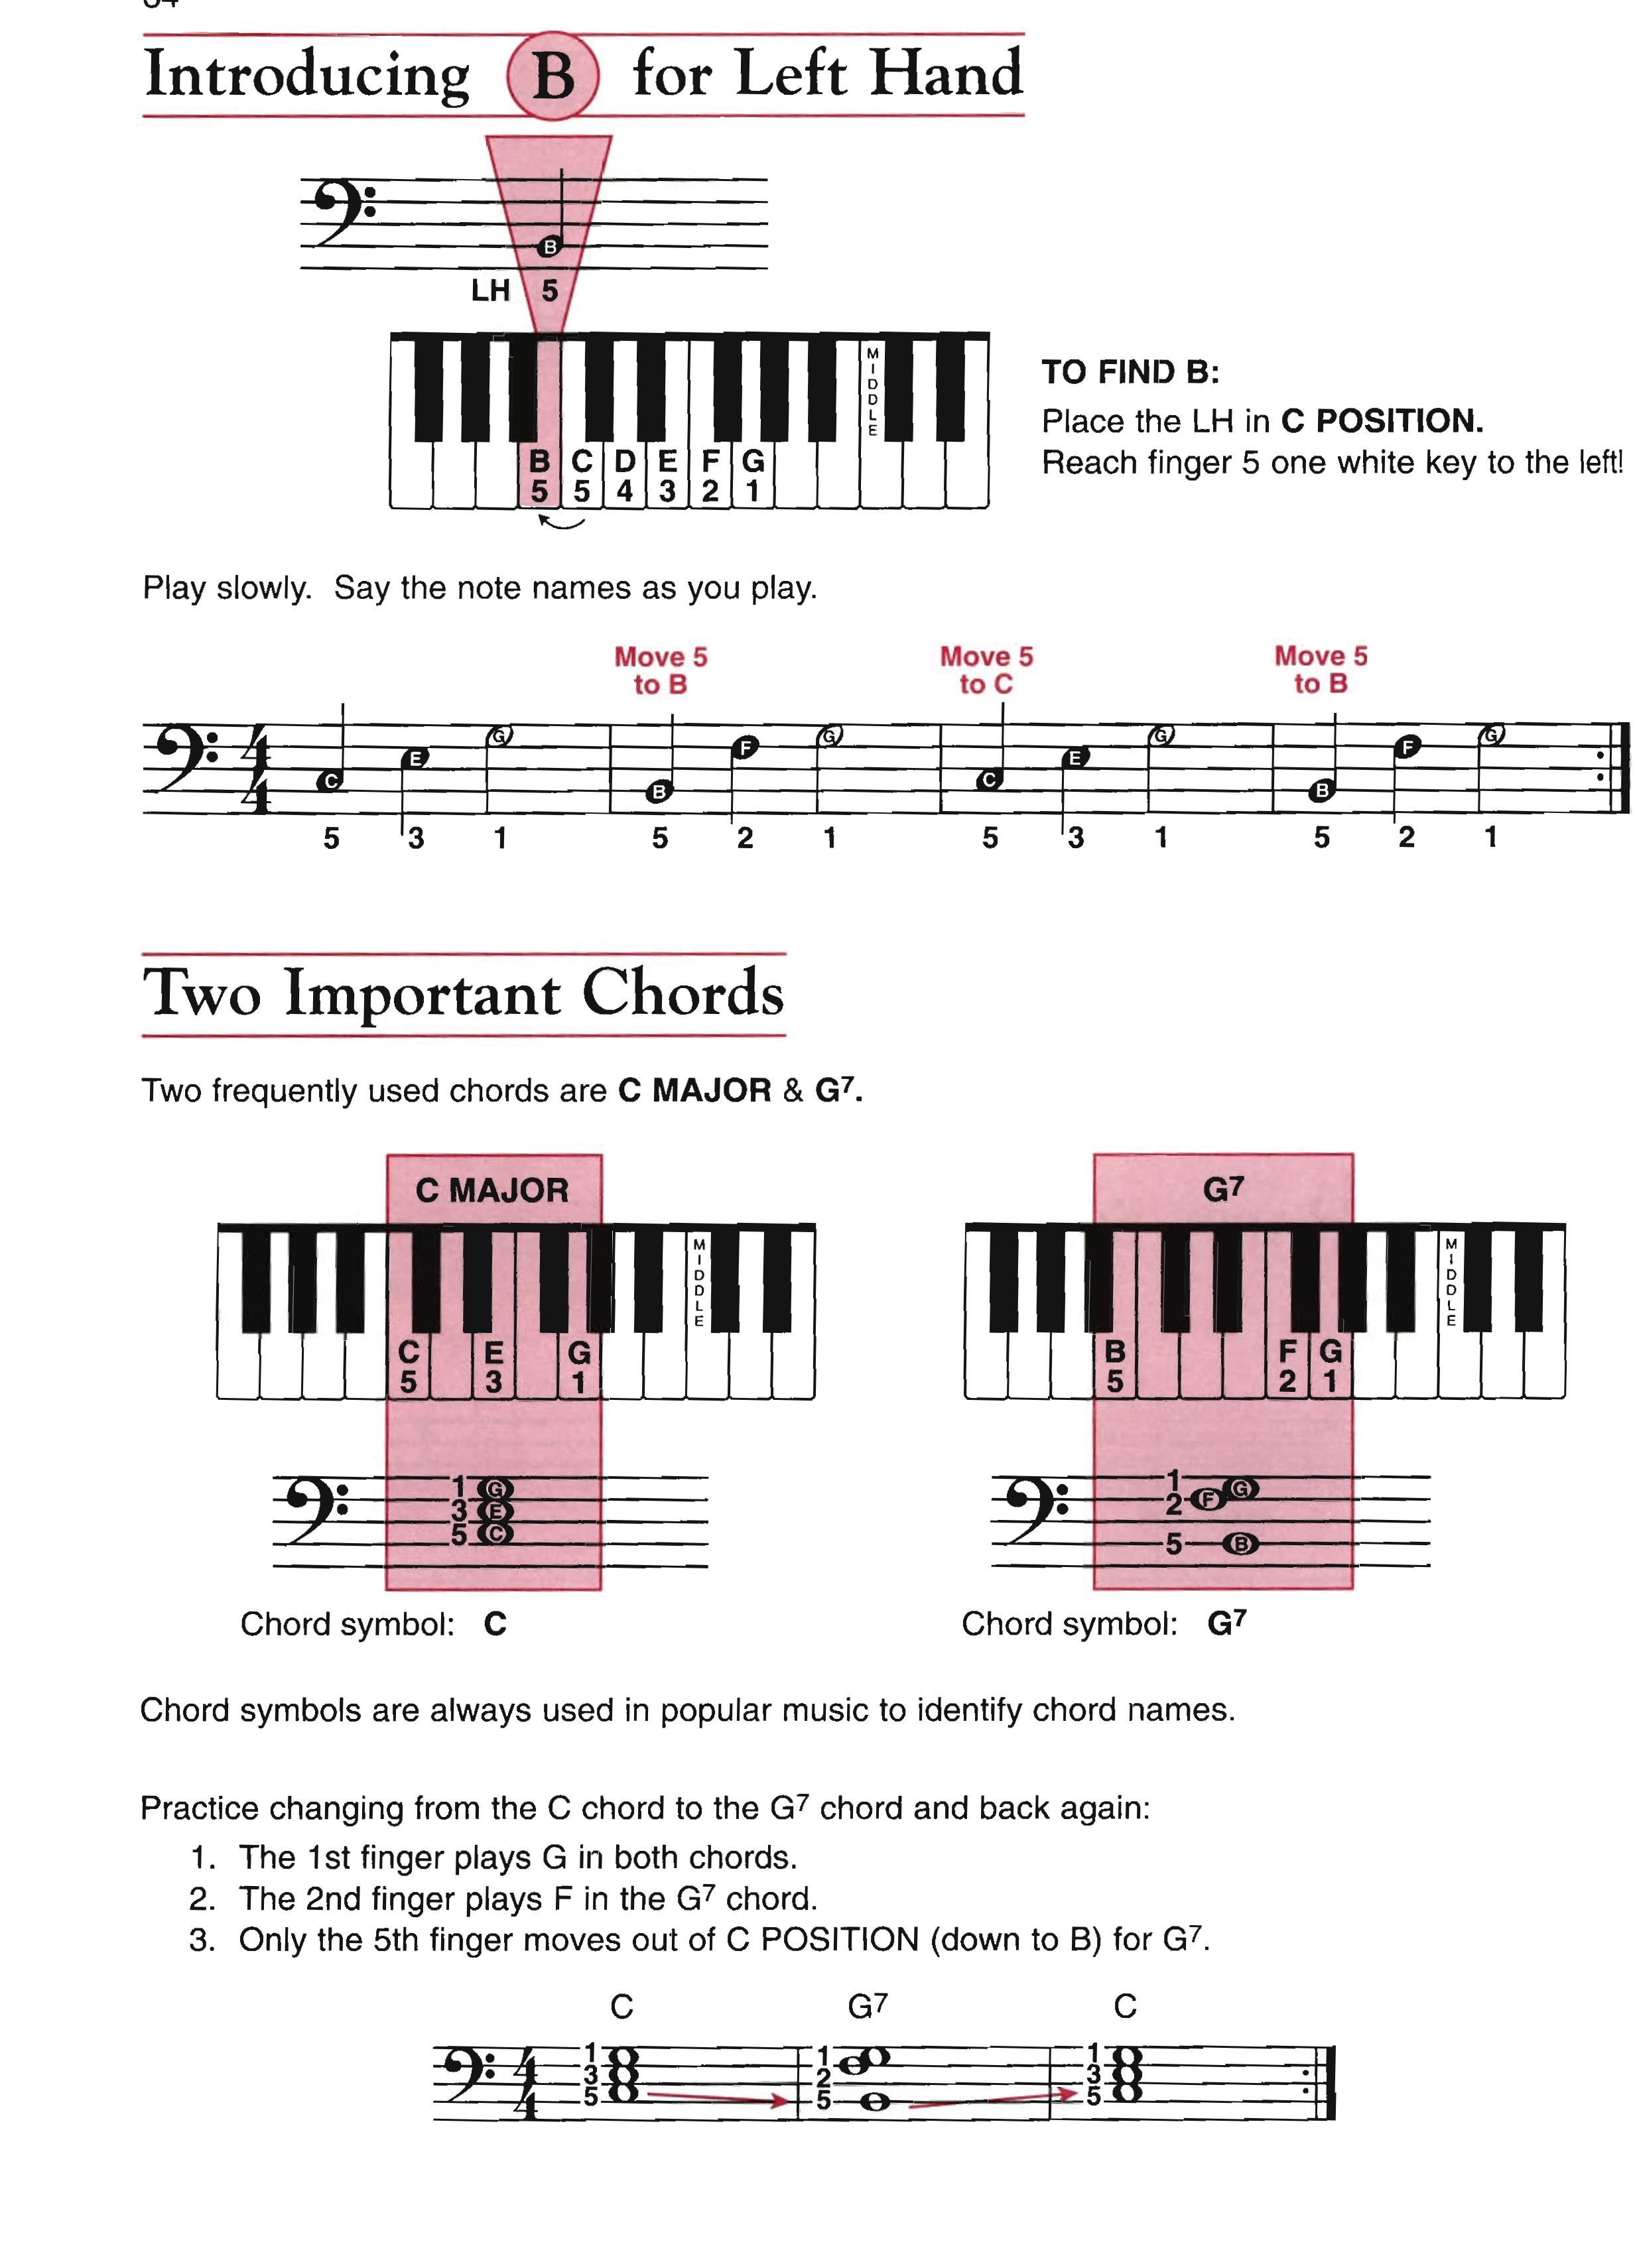 Introducing B for Left Hand
B
LH 5
MIDDLE
B C D E F G
5 5 4 3 2 1
TO FIND B:
Place the LH in C POSITION.
Reach finger 5 one white key to the left!
Play slowly. Say the note names as you play.
Move 5 to B
Move 5 to C
Move 5 to B
C E G B F G C E G B F G
5 3 1 5 2 1 5 3 1 5 2 1
Two Important Chords
Two frequently used chords are C MAJOR & G7.
C MAJOR
MIDDLE
C E G
5 3 1
1 G
3 E
5 C
Chord symbol: C
G7
MIDDLE
B F G
5 2 1
1 G
2 F
5 B
Chord symbol: G7
Chord symbols are always used in popular music to identify chord names.
Practice changing from the C chord to the G7 chord and back again:
1. The 1st finger plays G in both chords.
2. The 2nd finger plays F in the G7 chord.
3. Only the 5th finger moves out of C POSITION (down to B) for G7.
C G7 C
1 1 1
3 2 3
5 5 5